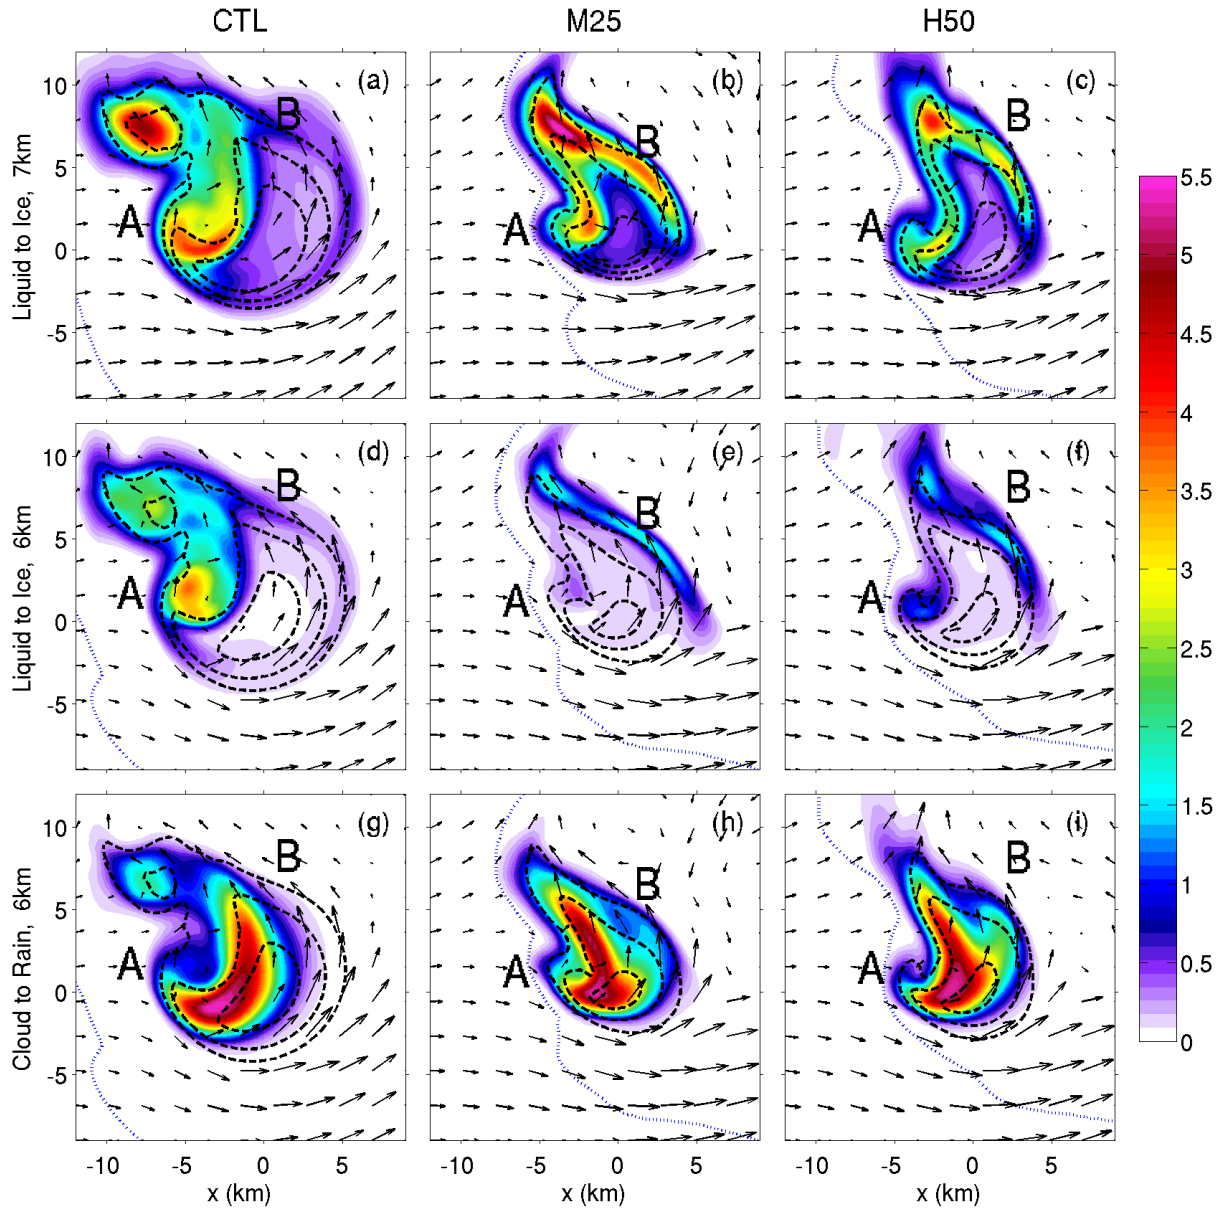 CTL M25 H50
Liquid to Ice, 7km
10
5
0
-5
(a)
A
B
(b)
A
B
(c)
A
B
Liquid to Ice, 6km
10
5
0
-5
(d)
A
B
(e)
A
B
(f)
A
B
Cloud to Rain, 6km
10
5
0
-5
(g)
A
B
(h)
A
B
(i)
A
B
-10 -5 0 5
-10 -5 0 5
-10 -5 0 5
x (km) x (km) x (km)
5.5
5
4.5
4
3.5
3
2.5
2
1.5
1
0.5
0